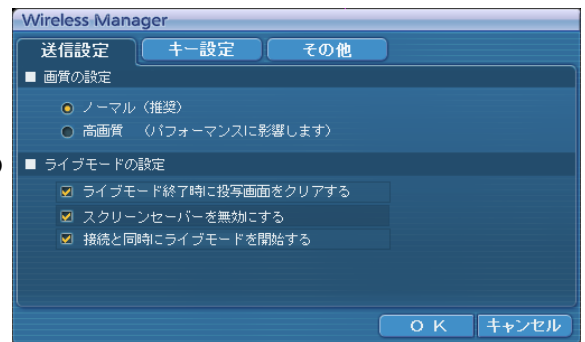 Wireless Manager
送信設定 キー設定 その他
■ 画質の設定
ノーマル（推奨）
高画質 （パフォーマンスに影響します）
■ ライブモードの設定
ライブモード終了時に投写画面をクリアする
スクリーンセーバーを無効にする
接続と同時にライブモードを開始する
ＯＫ キャンセル